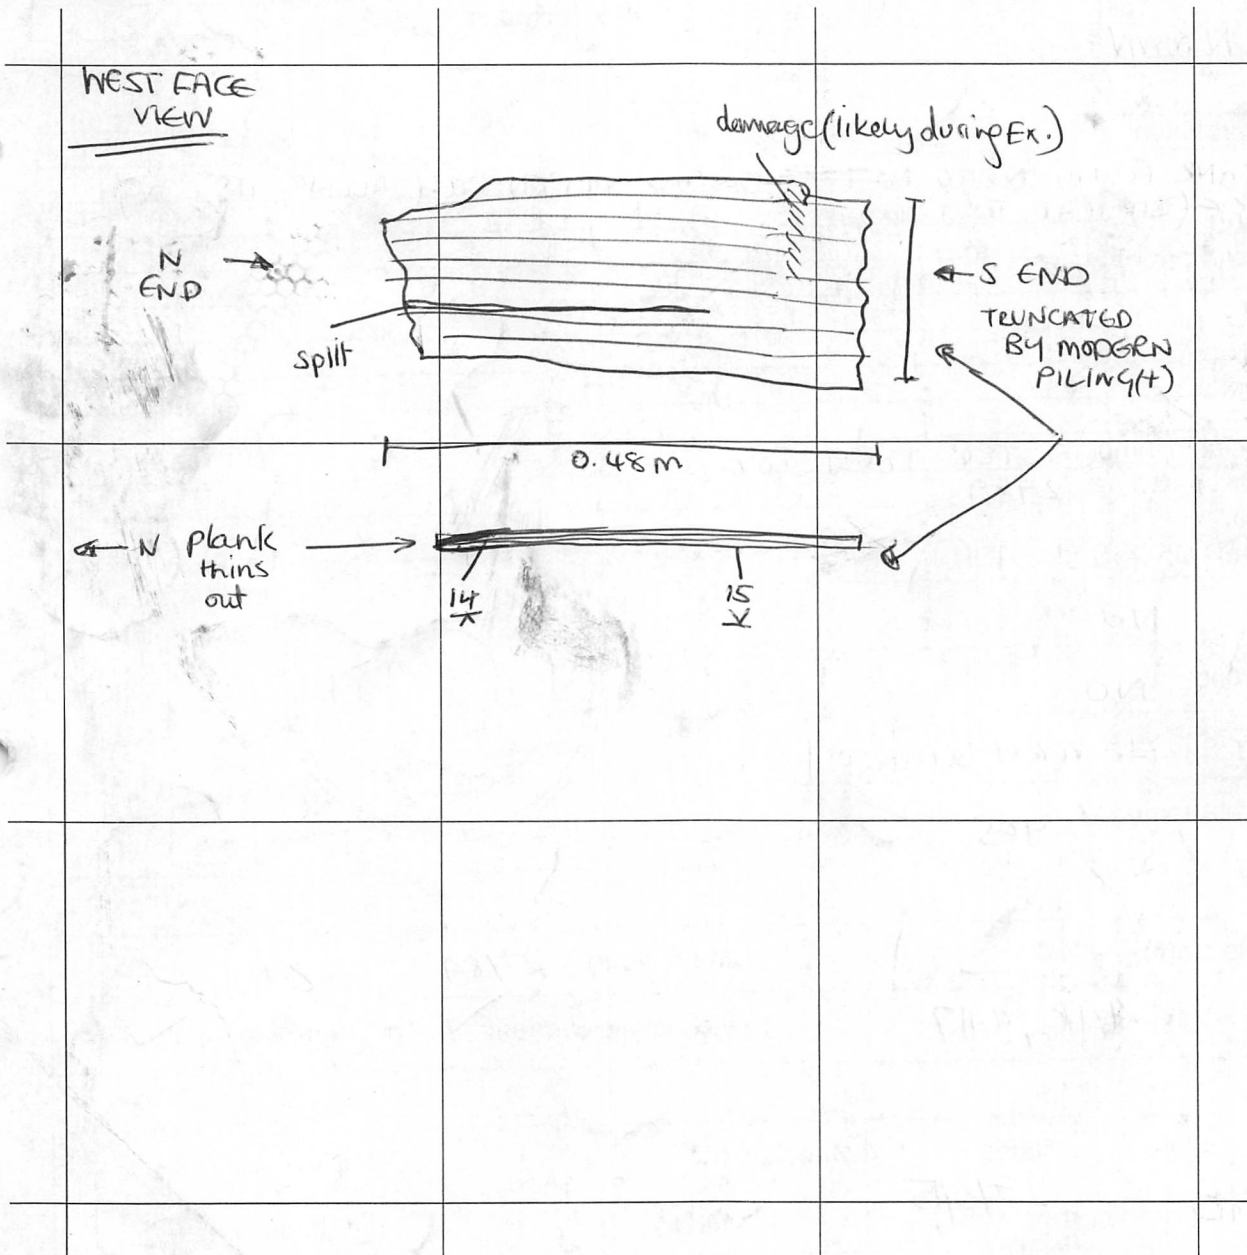 WEST FACE
VIEW
damage (likely during Ex.)
N
END
S END
TRUNCATED
BY MODERN
PILING(+)
split
0.48m
N plank
thins
out
14
15